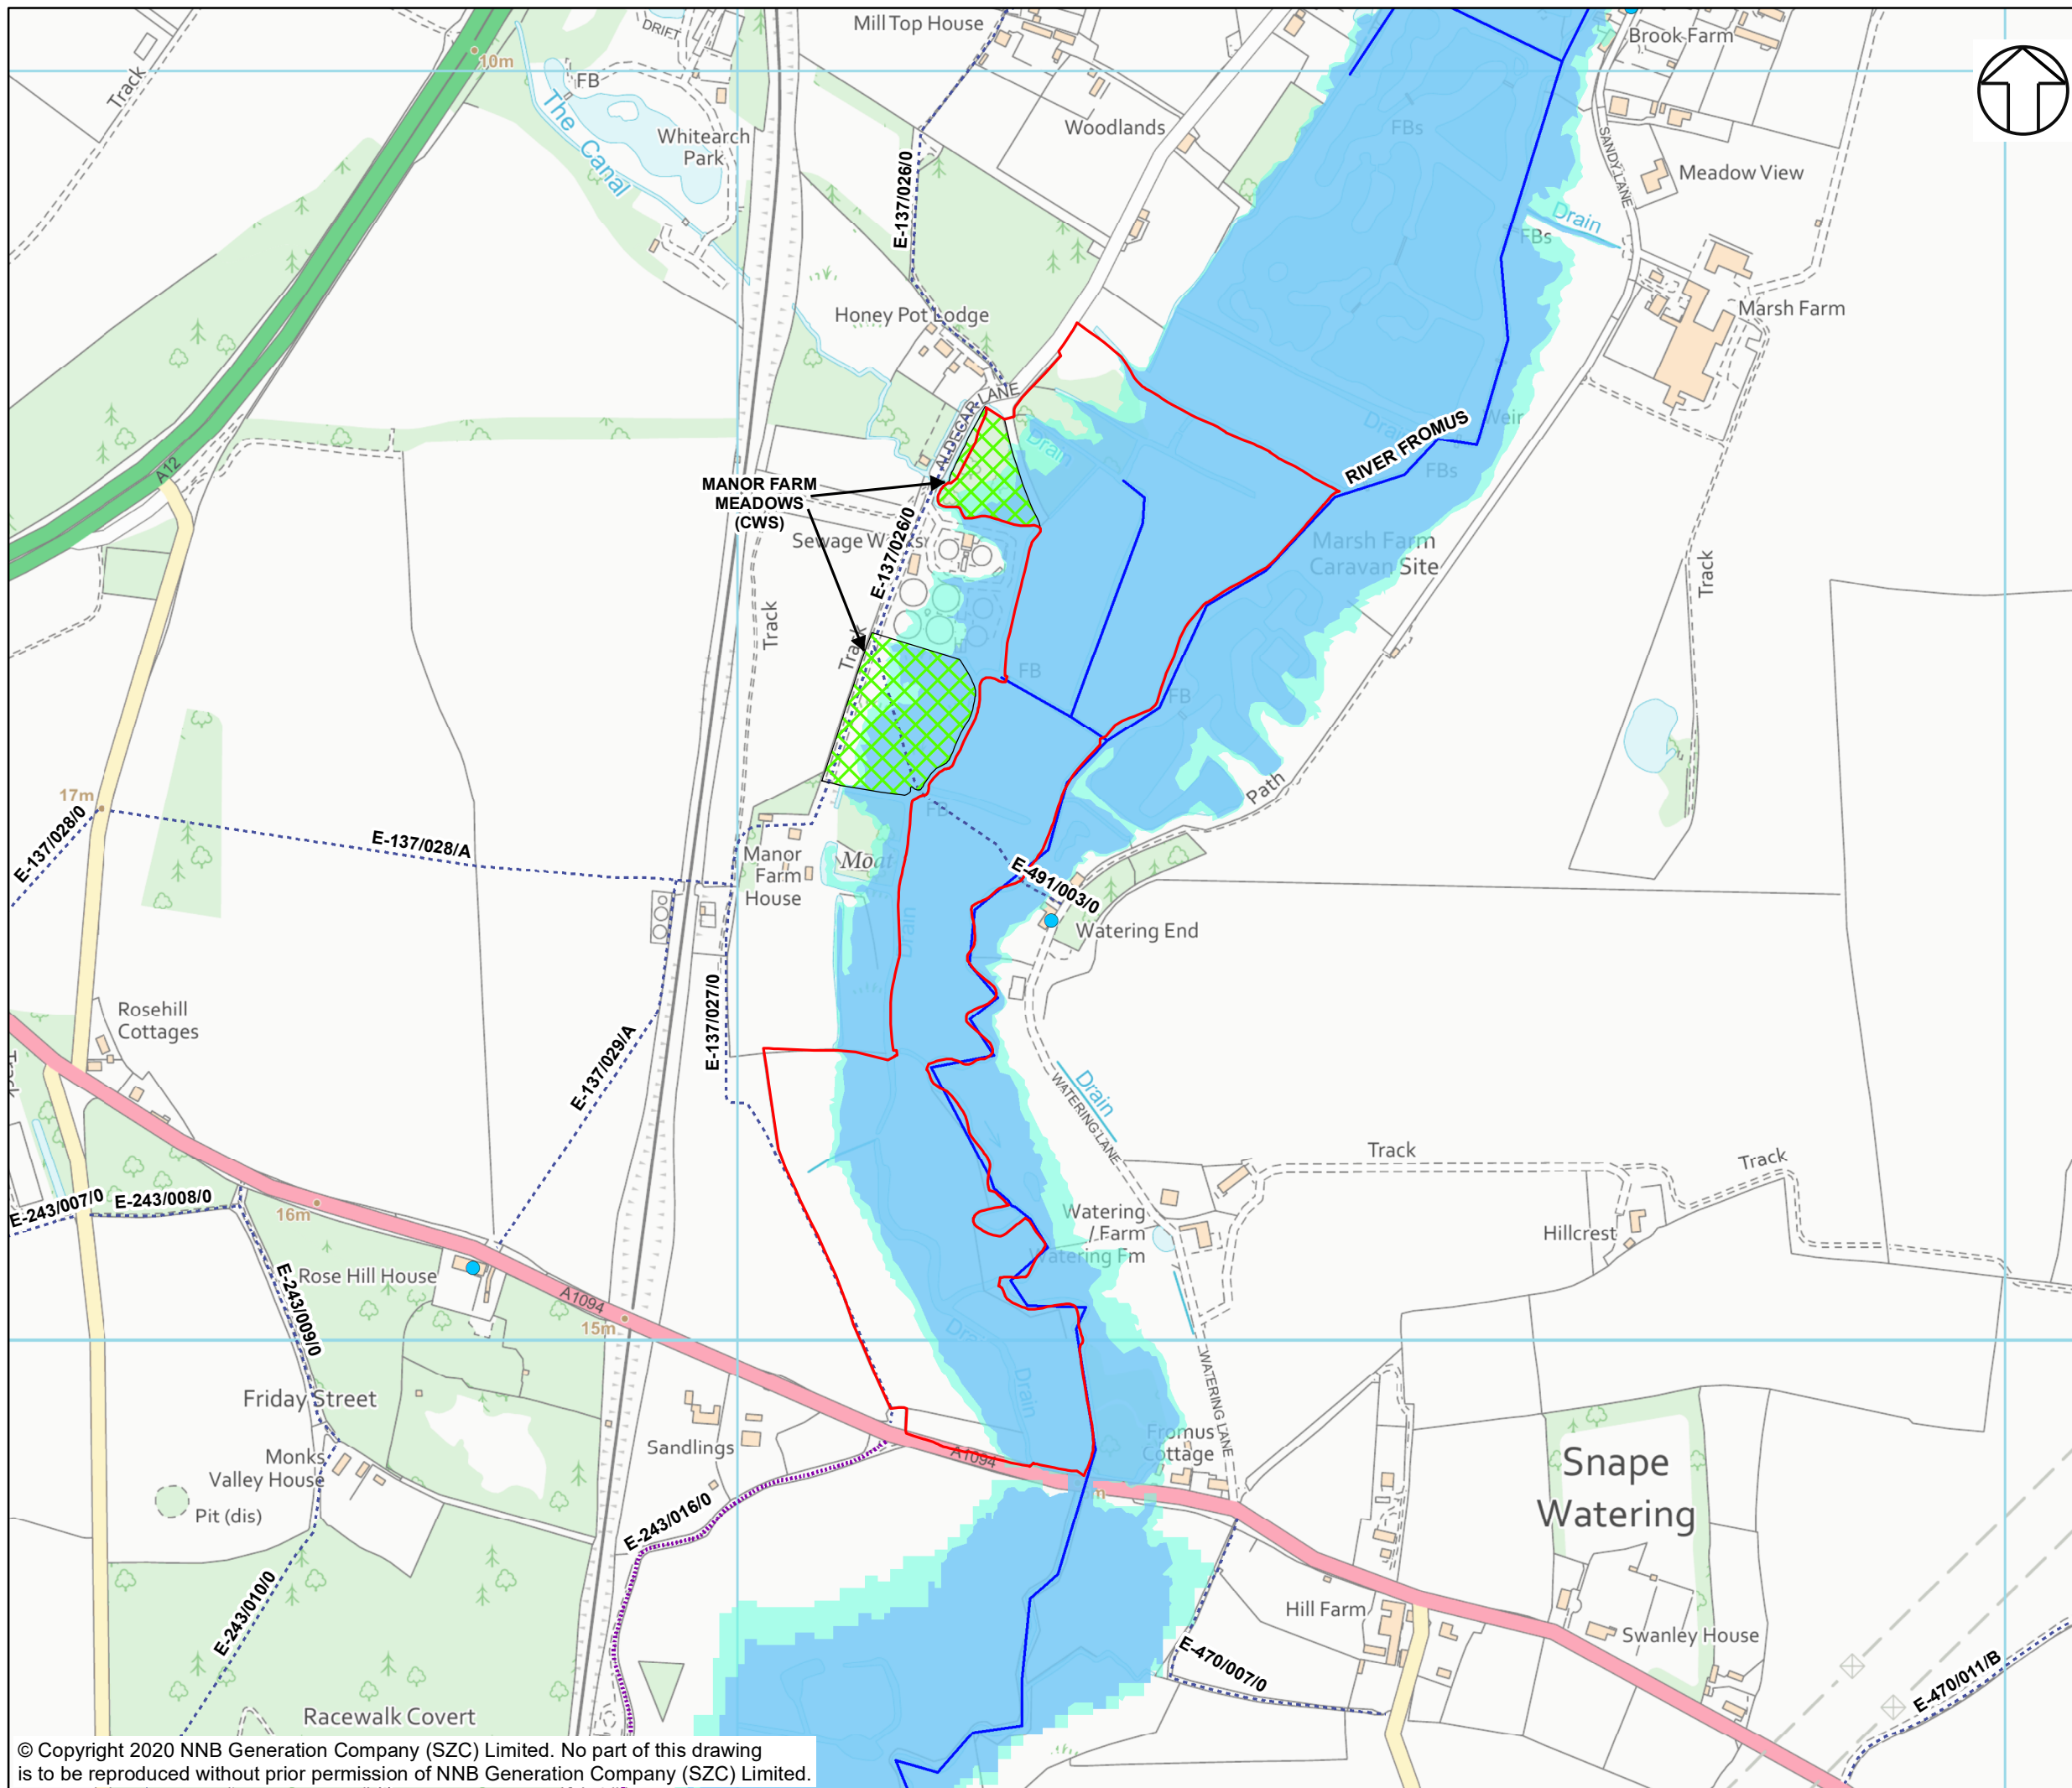 Mill Top House
DRIFT
Brook Farm
10m
Track
FB
The Canal
Whitearch
Park
Woodlands
FBs
SANDY LANE
Meadow View
E-137/026/0
Drain
FBs
Marsh Farm
Honey Pot Lodge
ALDECAR LANE
Drain
Weir
RIVER FROMUS
Drain
FBs
A12
MANOR FARM
MEADOWS
(CWS)
Sewage Works
E-137/026/0
Marsh Farm
Caravan Site
Track
Track
Track
FB
FB
17m
Path
E-137/028/0
E-137/028/A
FB
Manor
Farm
House
Moat
E-491/003/0
Watering End
Drain
Rosehill
Cottages
E-137/027/0
E-137/029/A
Drain
WATERING LANE
Track
Track
E-243/007/0
E-243/008/0
16m
Watering
Farm
Watering Fm
Hillcrest
Rose Hill House
E-243/009/0
A1094
15m
Drain
Drain
WATERING LANE
Friday Street
Monks
Valley House
Sandlings
A1094
Fromus
Cottage
Snape
Watering
Pit (dis)
E-243/016/0
m
E-243/010/0
Hill Farm
Swanley House
E-470/007/0
E-470/011/B
Racewalk Covert
© Copyright 2020 NNB Generation Company (SZC) Limited. No part of this drawing
is to be reproduced without prior permission of NNB Generation Company (SZC) Limited.